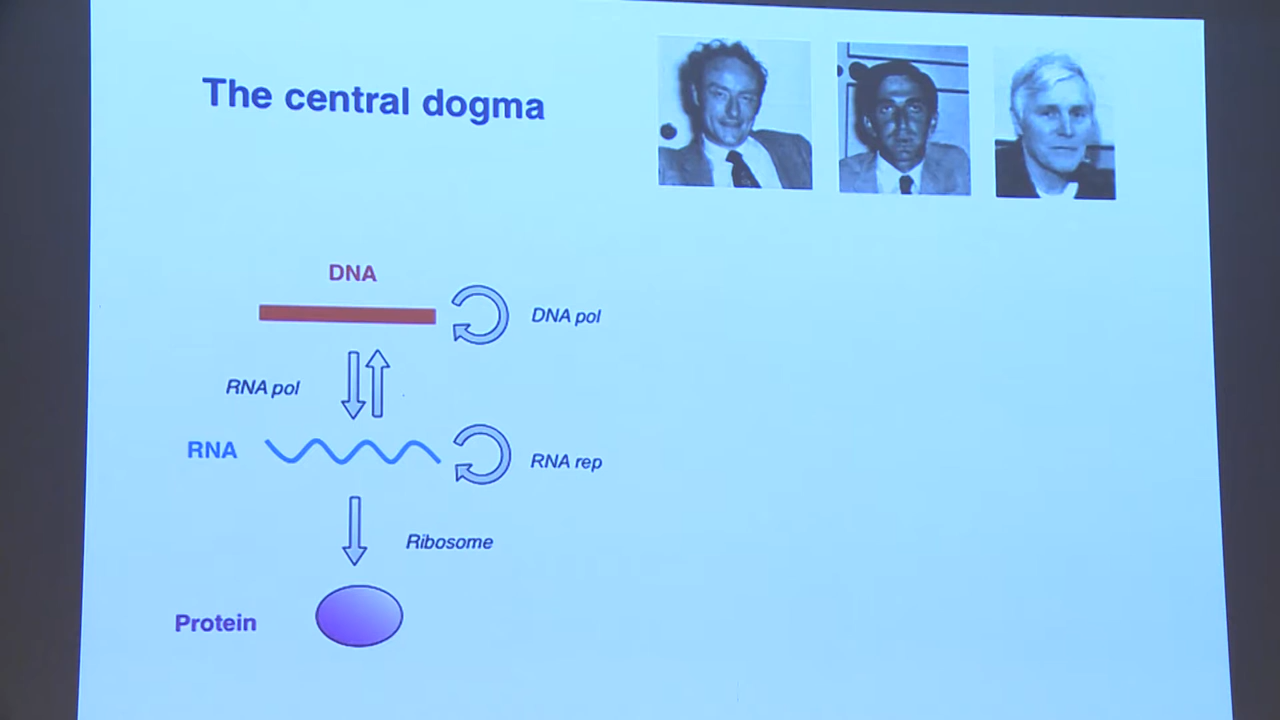 The central dogma
DNA
DNA pol
RNA pol
RNA
RNA rep
Ribosome
Protein